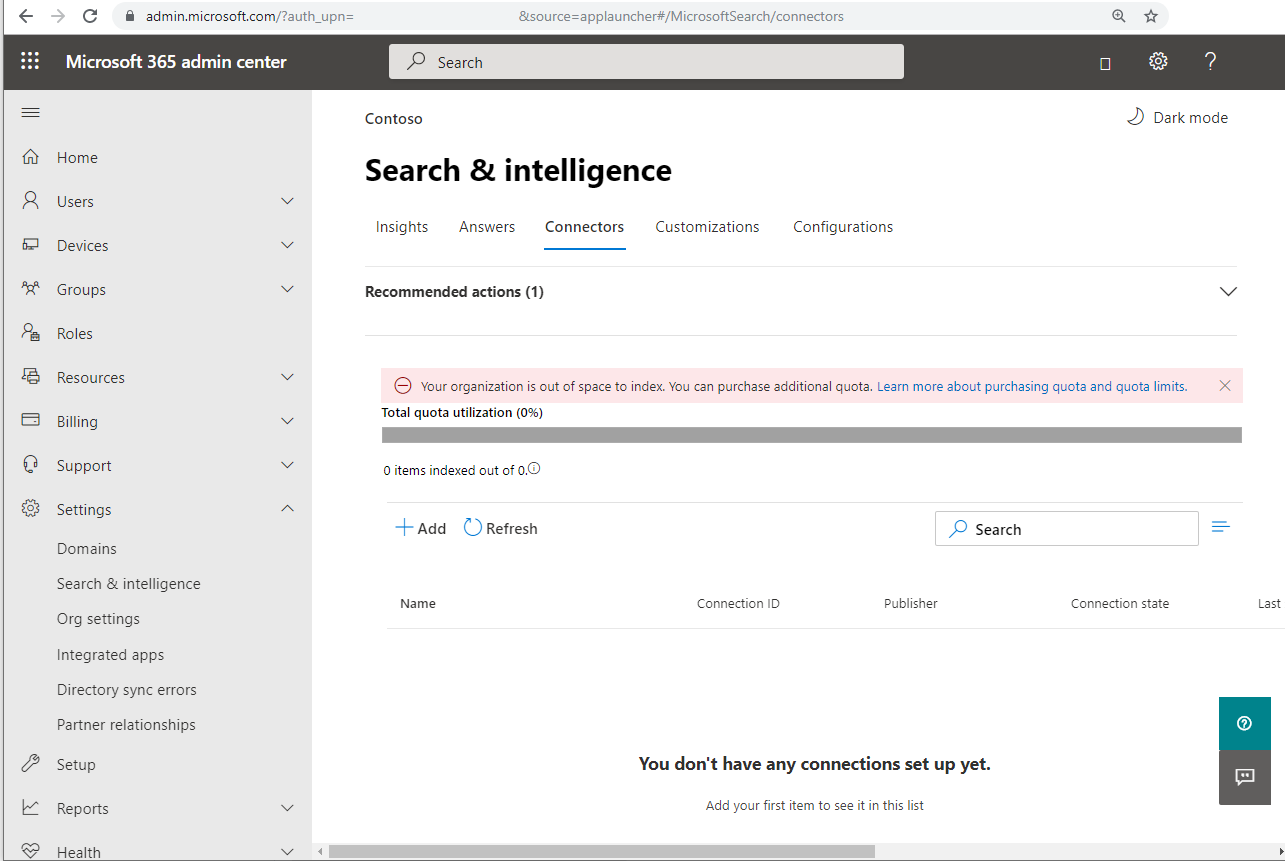 admin.microsoft.com/?auth_upn= &source=applauncher#/MicrosoftSearch/connectors
Microsoft 365 admin center
Search
?
Contoso
Dark mode
Home
Users
Devices
Groups
Roles
Resources
Billing
Support
Settings
Domains
Search & intelligence
Org settings
Integrated apps
Directory sync errors
Partner relationships
Setup
Reports
Health
Search & intelligence
Insights Answers Connectors Customizations Configurations
Recommended actions (1)
Your organization is out of space to index. You can purchase additional quota. Learn more about purchasing quota and quota limits.
Total quota utilization (0%)
0 items indexed out of 0.
Add Refresh
Search
Name Connection ID Publisher Connection state Last
You don't have any connections set up yet.
Add your first item to see it in this list